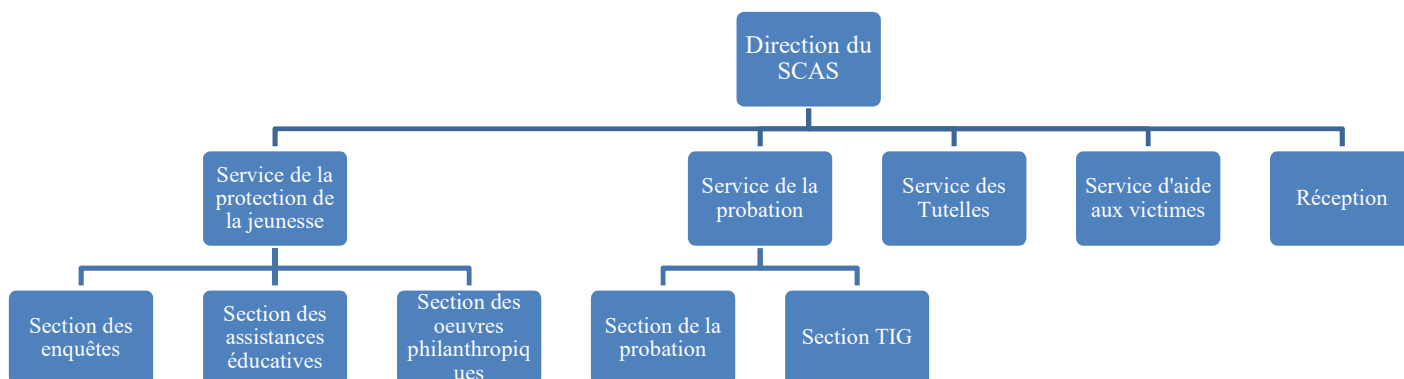 Direction du
SCAS
Service de la
protection de
la jeunesse
Service de la
probation
Service des
Tutelles
Service d'aide
aux victimes
Réception
Section des
enquêtes
Section des
assistances
éducatives
Section des
oeuvres
philanthropiq
ues
Section de la
probation
Section TIG